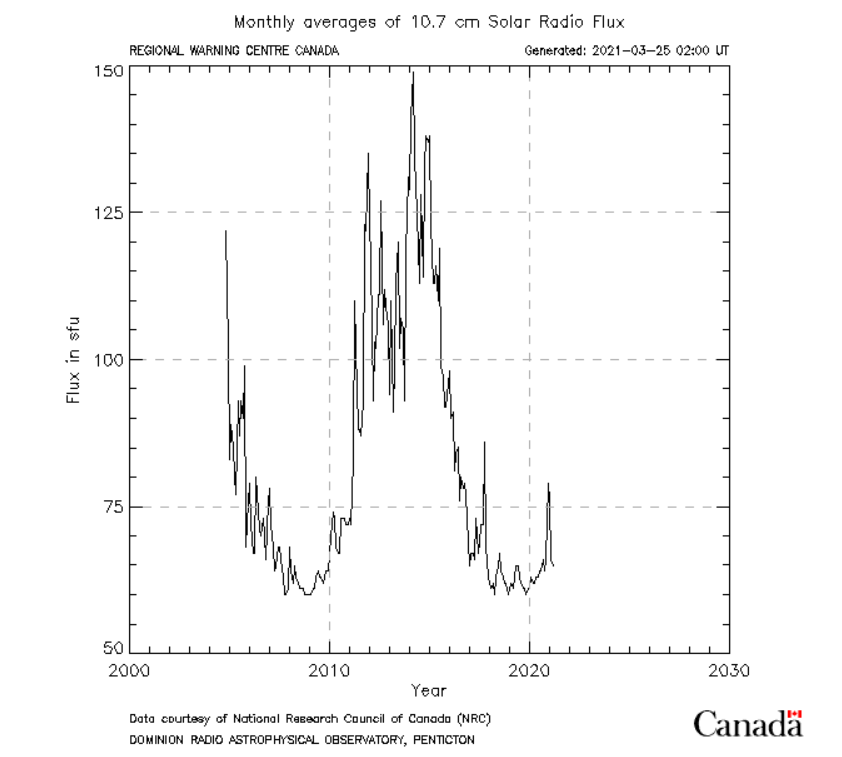 Monthly averages of 10.7 cm Solar Radio Flux
REGIONAL WARNING CENTRE CANADA
Generated: 2021-03-25 02:00 UT
150
125
100
75
50
Flux in sfu
2000
2010
2020
2030
Year
Data courtesy of National Research Council of Canada (NRC)
DOMINION RADIO ASTROPHYSICAL OBSERVATORY, PENTICTON
Canada